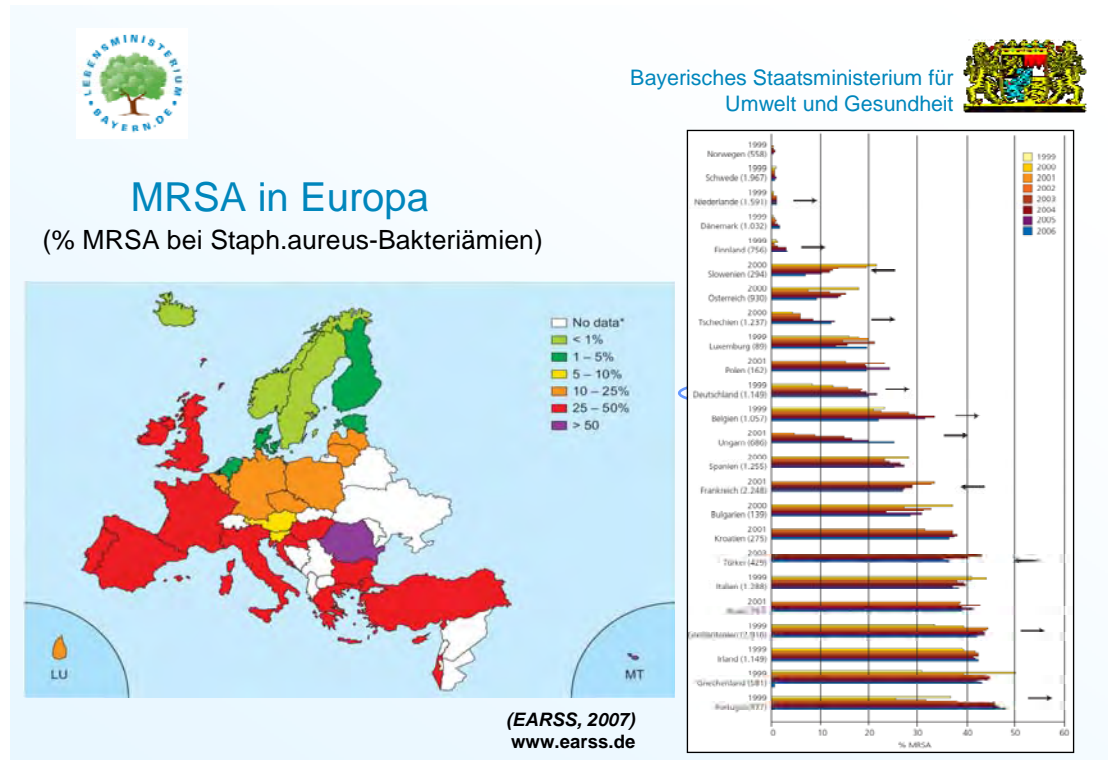 LEBENSMINISTERIUM
BAYERN.DE
Bayerisches Staatsministerium für
Umwelt und Gesundheit
MRSA in Europa
(% MRSA bei Staph.aureus-Bakteriämien)
No data*
< 1%
1 – 5%
5 – 10%
10 – 25%
25 – 50%
> 50
LU
MT
(EARSS, 2007)
www.earss.de
1999
Norwegen (558)
1999
Schwede (1.967)
1999
Niederlande (1.591)
1999
Dänemark (1.032)
1999
Finnland (756)
2000
Slowenien (294)
2000
Österreich (930)
2000
Tschechien (1.237)
1999
Luxemburg (89)
2001
Polen (162)
1999
Deutschland (1.149)
1999
Belgien (1.057)
2001
Ungarn (686)
2000
Spanien (1.255)
2001
Frankreich (2.248)
2000
Bulgarien (139)
2001
Kroatien (275)
2003
Türkei (429)
1999
Italien (1.288)
2001
1999
1999
Irland (1.149)
1999
Griechenland (581)
1999
Portugal
1999
2000
2001
2002
2003
2004
2005
2006
0 10 20 30 40 50 60
% MRSA